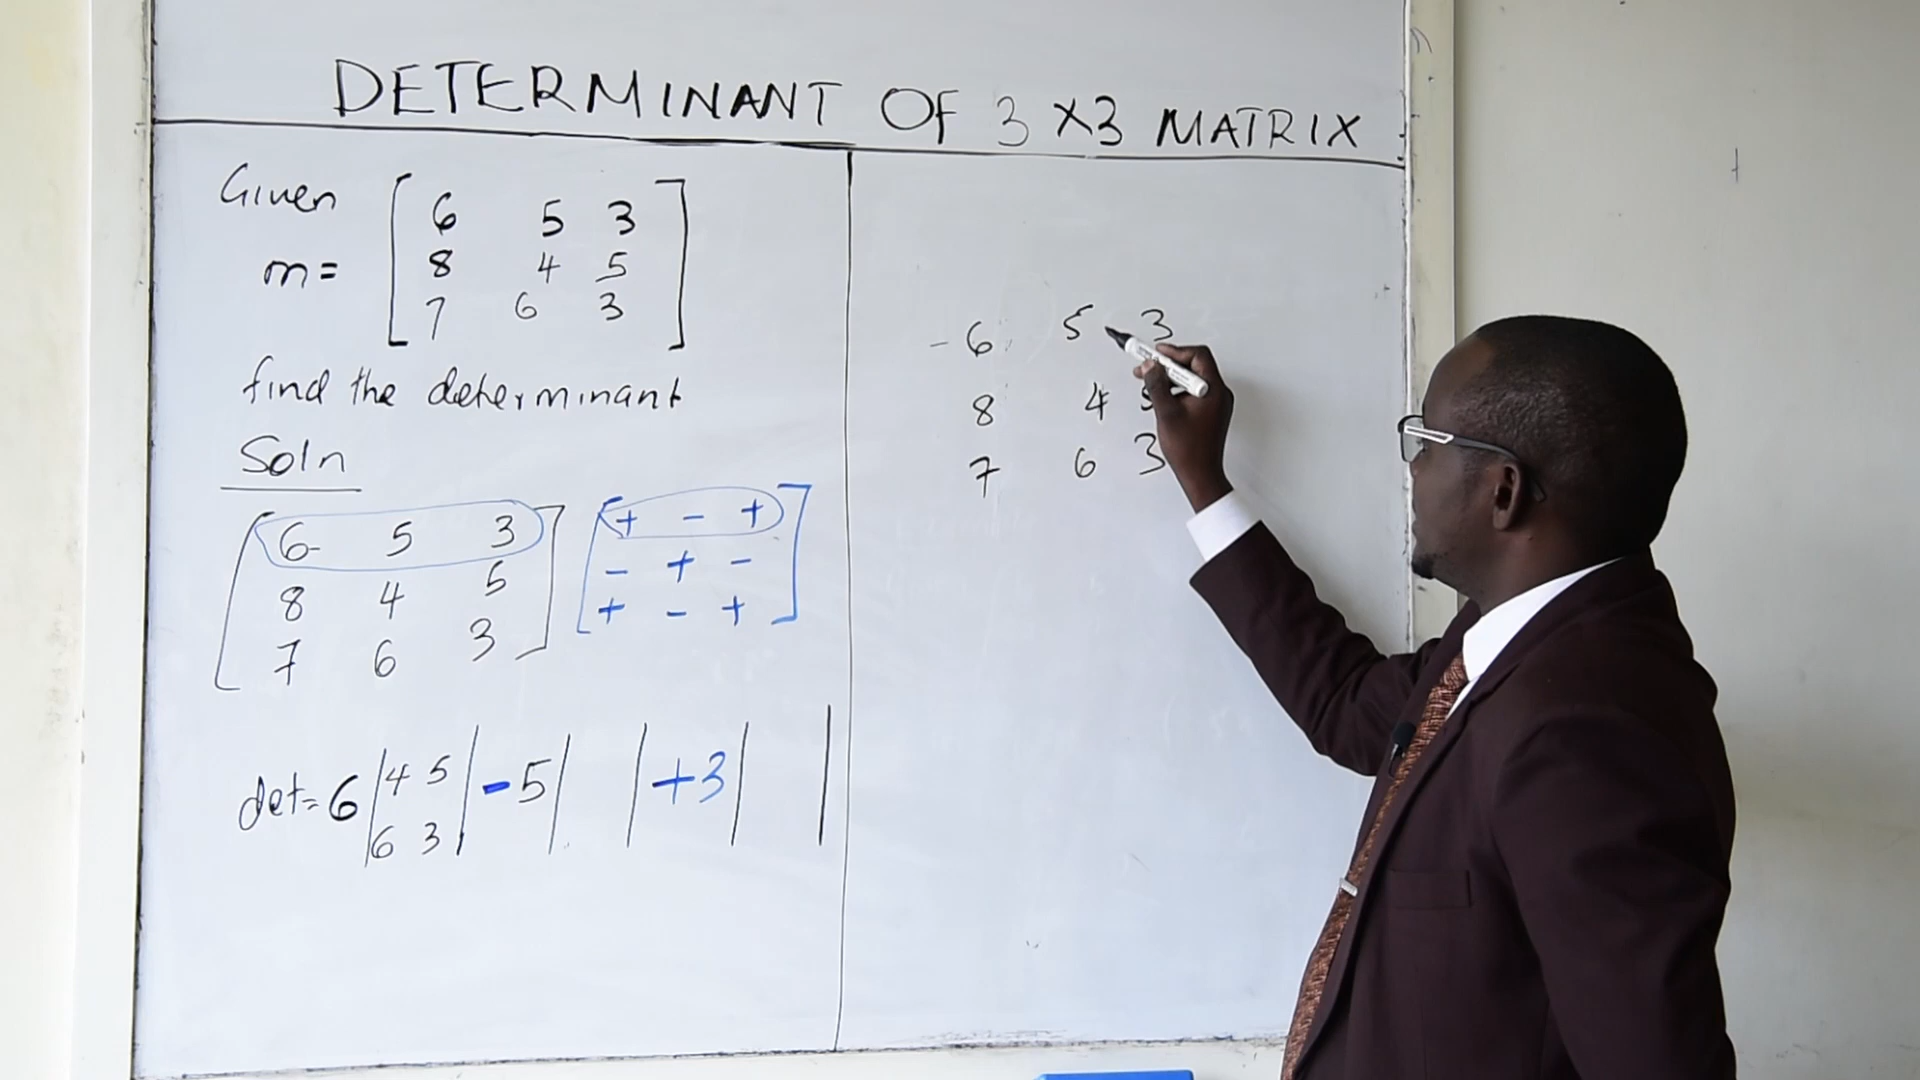 DETERMINANT OF 3 X3 MATRIX
Given
m=
6 5 3
8 4 5
7 6 3
find the determinant
Soln
6 5 3
8 4 5
7 6 3
+ - +
- + -
+ - +
det= 6 |4 5| - 5| | +3| |
6 3
- 6 5 3
8 4
7 6 3